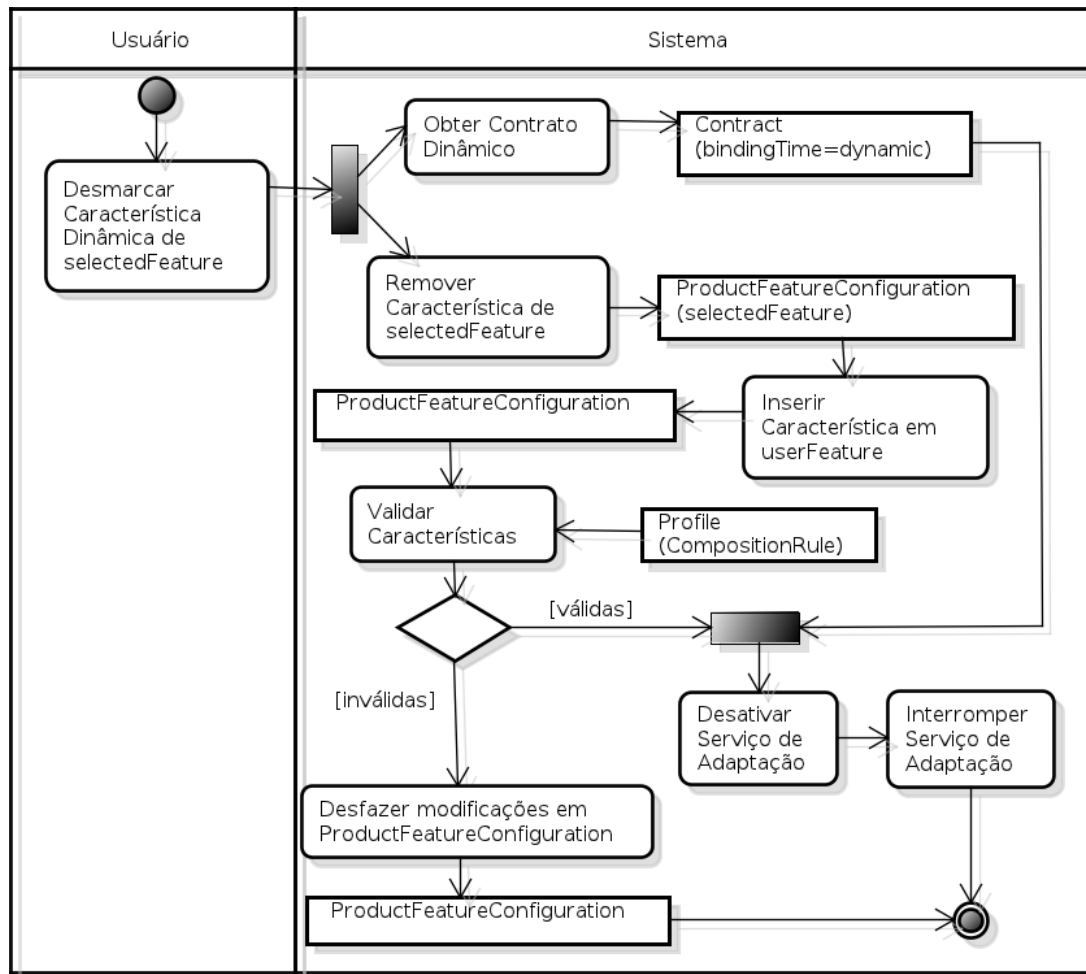 Usuário
Sistema
Obter Contrato
Dinâmico
Contract
(bindingTime=dynamic)
Desmarcar
Característica
Dinâmica de
selectedFeature
Remover
Característica de
selectedFeature
ProductFeatureConfiguration
(selectedFeature)
ProductFeatureConfiguration
Inserir
Característica em
userFeature
Validar
Características
Profile
(CompositionRule)
[válidas]
[inválidas]
Desativar
Serviço de
Adaptação
Interromper
Serviço de
Adaptação
Desfazer modificações em
ProductFeatureConfiguration
ProductFeatureConfiguration